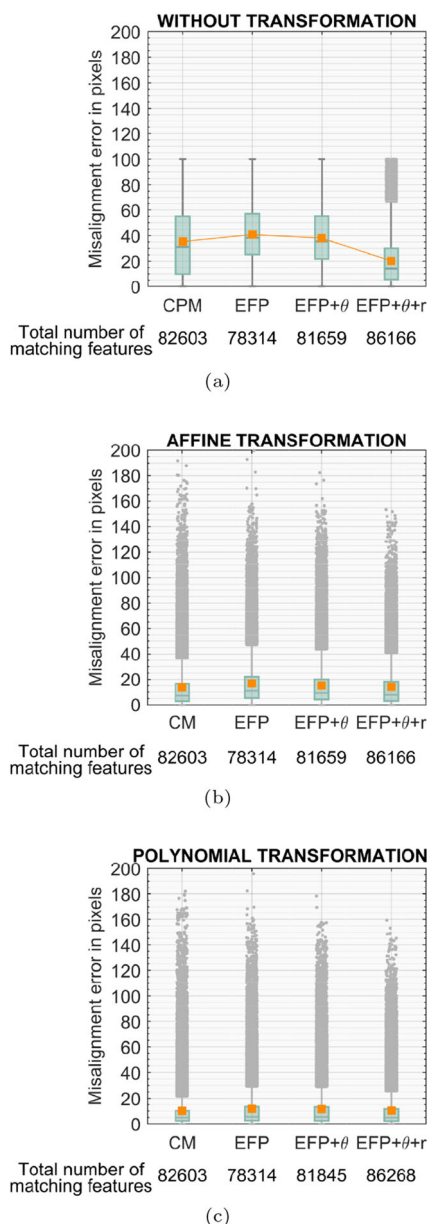 WITHOUT TRANSFORMATION
Misalignment error in pixels
200
180
160
140
120
100
80
60
40
20
0
CPM EFP EFP+θ EFP+θ+r
Total number of
matching features 82603 78314 81659 86166
(a)
AFFINE TRANSFORMATION
Misalignment error in pixels
200
180
160
140
120
100
80
60
40
20
0
CM EFP EFP+θ EFP+θ+r
Total number of
matching features 82603 78314 81659 86166
(b)
POLYNOMIAL TRANSFORMATION
Misalignment error in pixels
200
180
160
140
120
100
80
60
40
20
0
CM EFP EFP+θ EFP+θ+r
Total number of
matching features 82603 78314 81845 86268
(c)